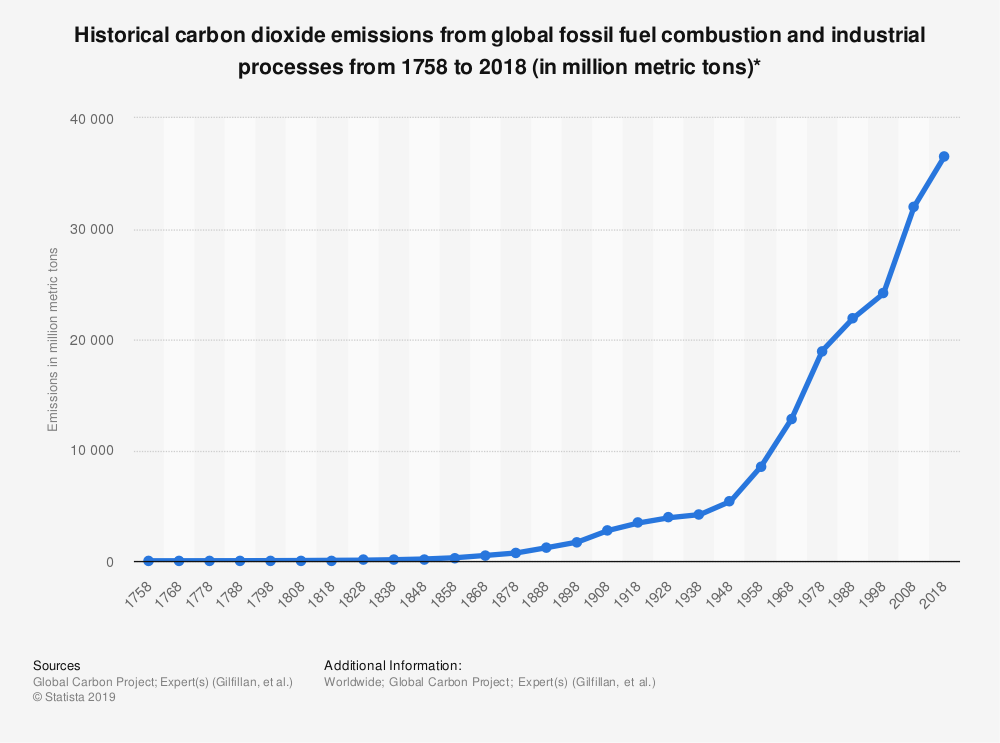 Historical carbon dioxide emissions from global fossil fuel combustion and industrial
processes from 1758 to 2018 (in million metric tons)*
Emissions in million metric tons
40 000
30 000
20 000
10 000
0
1758 1768 1778 1788 1798 1808 1818 1828 1838 1848 1858 1868 1878 1888 1898 1908 1918 1928 1938 1948 1958 1968 1978 1988 1998 2008 2018
Sources
Global Carbon Project; Expert(s) (Gilfillan, et al.)
© Statista 2019
Additional Information:
Worldwide; Global Carbon Project; Expert(s) (Gilfillan, et al.)